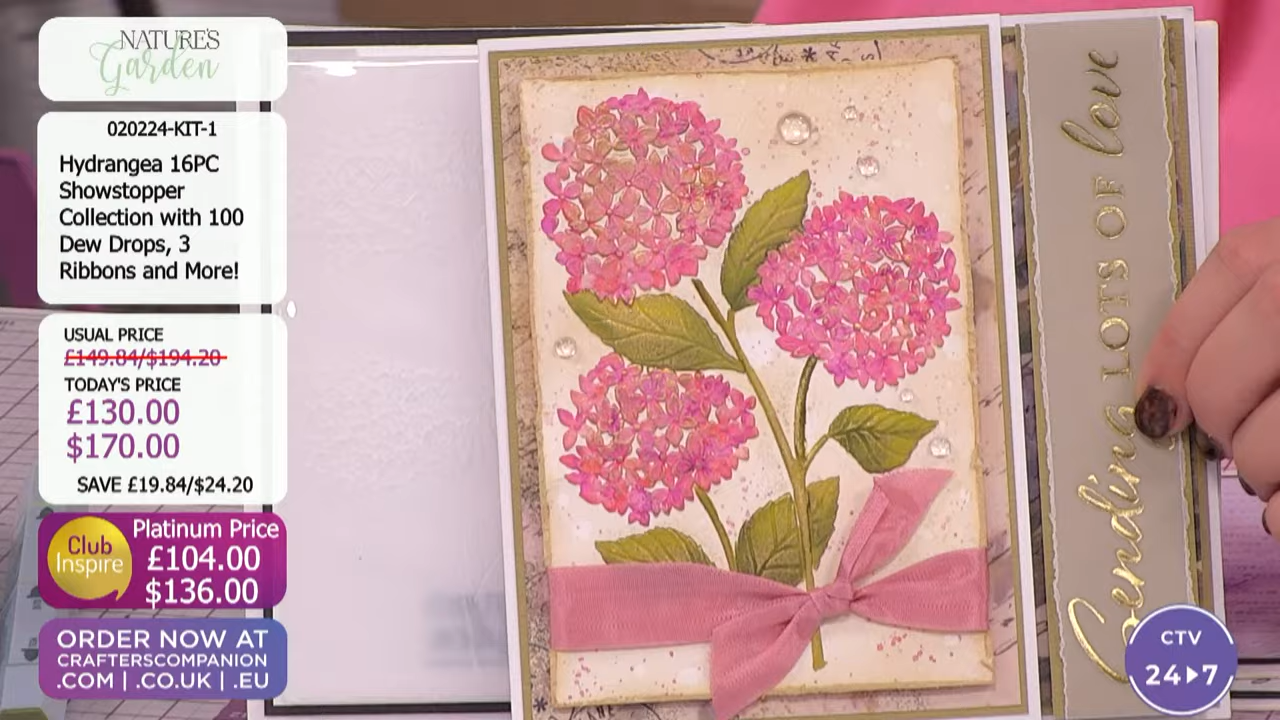 NATURE'S
Garden
020224-KIT-1
Hydrangea 16PC
Showstopper
Collection with 100
Dew Drops, 3
Ribbons and More!
USUAL PRICE
£149.84/$194.20
TODAY'S PRICE
£130.00
$170.00
SAVE £19.84/$24.20
Club
Inspire
Platinum Price
£104.00
$136.00
ORDER NOW AT
CRAFTERSCOMPANION
.COM | .CO.UK | .EU
Sending LOTS OF love
CTV
24▶7